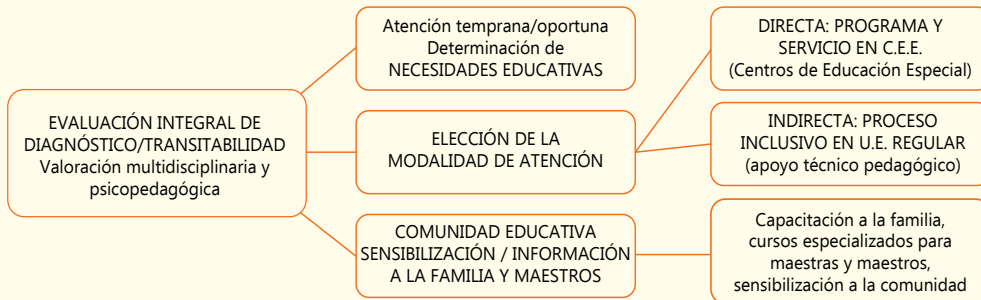 EVALUACIÓN INTEGRAL DE
DIAGNÓSTICO/TRANSITABILIDAD
Valoración multidisciplinaria y
psicopedagógica
Atención temprana/oportuna
Determinación de
NECESIDADES EDUCATIVAS
ELECCIÓN DE LA
MODALIDAD DE ATENCIÓN
COMUNIDAD EDUCATIVA
SENSIBILIZACIÓN / INFORMACIÓN
A LA FAMILIA Y MAESTROS
DIRECTA: PROGRAMA Y
SERVICIO EN C.E.E.
(Centros de Educación Especial)
INDIRECTA: PROCESO
INCLUSIVO EN U.E. REGULAR
(apoyo técnico pedagógico)
Capacitación a la familia,
cursos especializados para
maestras y maestros,
sensibilización a la comunidad